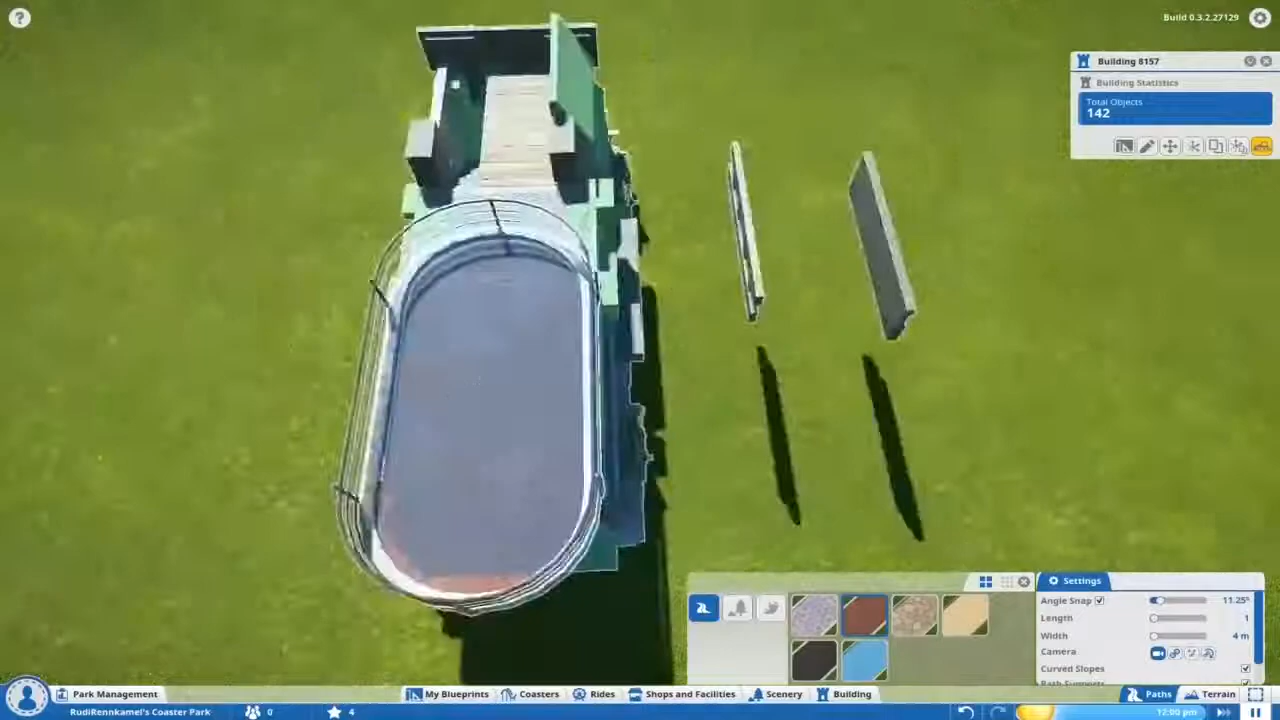 ?
Build 0.3.2.27129
Building 8157
Building Statistics
Total Objects
142
Settings
Angle Snap 11.25°
Length 1
Width 4 m
Camera
Curved Slopes
Path Supports
Park Management
My Blueprints
Coasters
Rides
Shops and Facilities
Scenery
Building
Paths
Terrain
RudiRennkamel's Coaster Park
0
4
12:00 pm